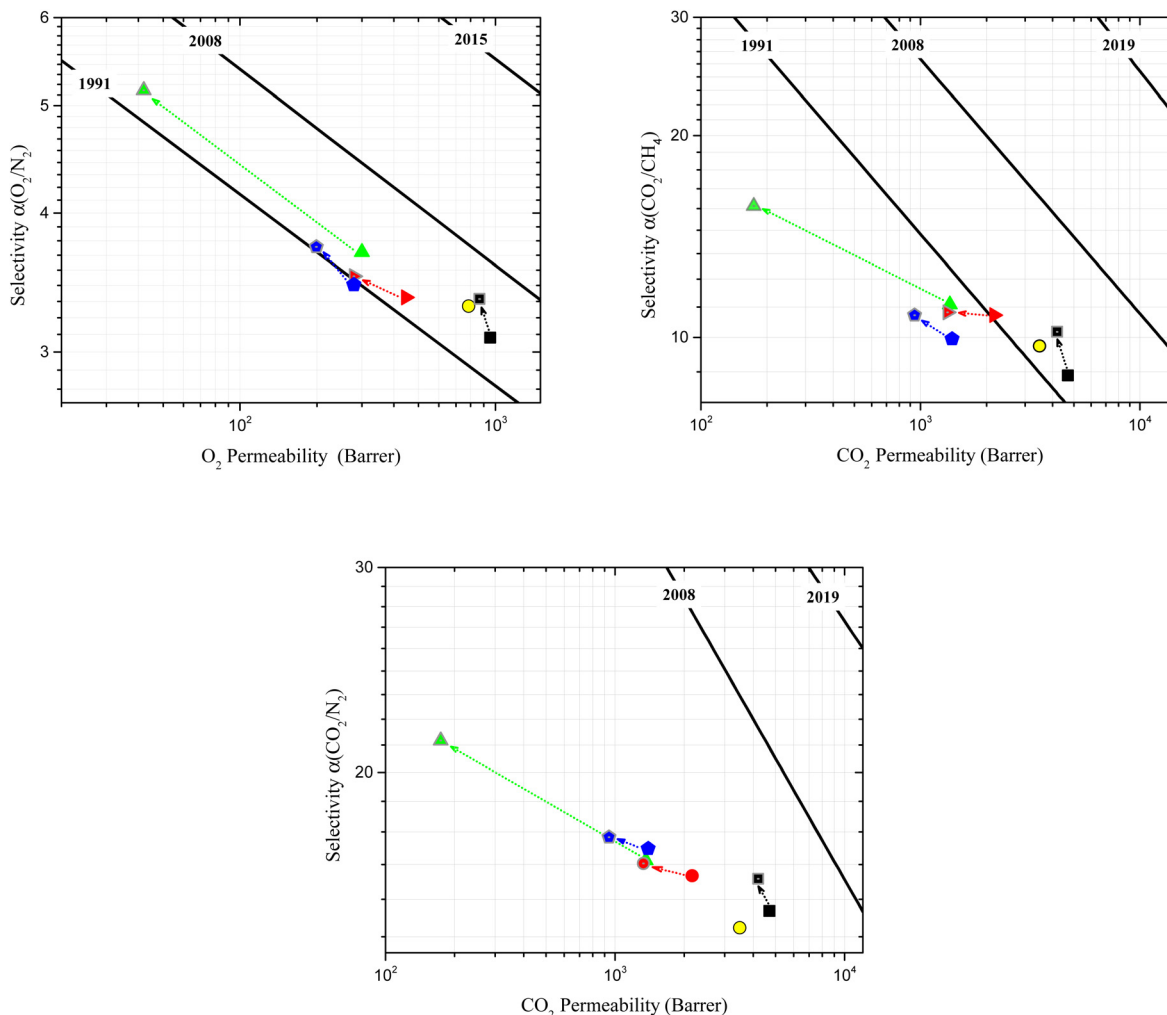 6
5
4
3
1991
2008
2015
Selectivity α(O₂/N₂)
10² 10³
O₂ Permeability (Barrer)
30
20
10
1991
2008
2019
Selectivity α(CO₂/CH₄)
10² 10³ 10⁴
CO₂ Permeability (Barrer)
30
20
2008
2019
Selectivity α(CO₂/N₂)
10² 10³ 10⁴
CO₂ Permeability (Barrer)